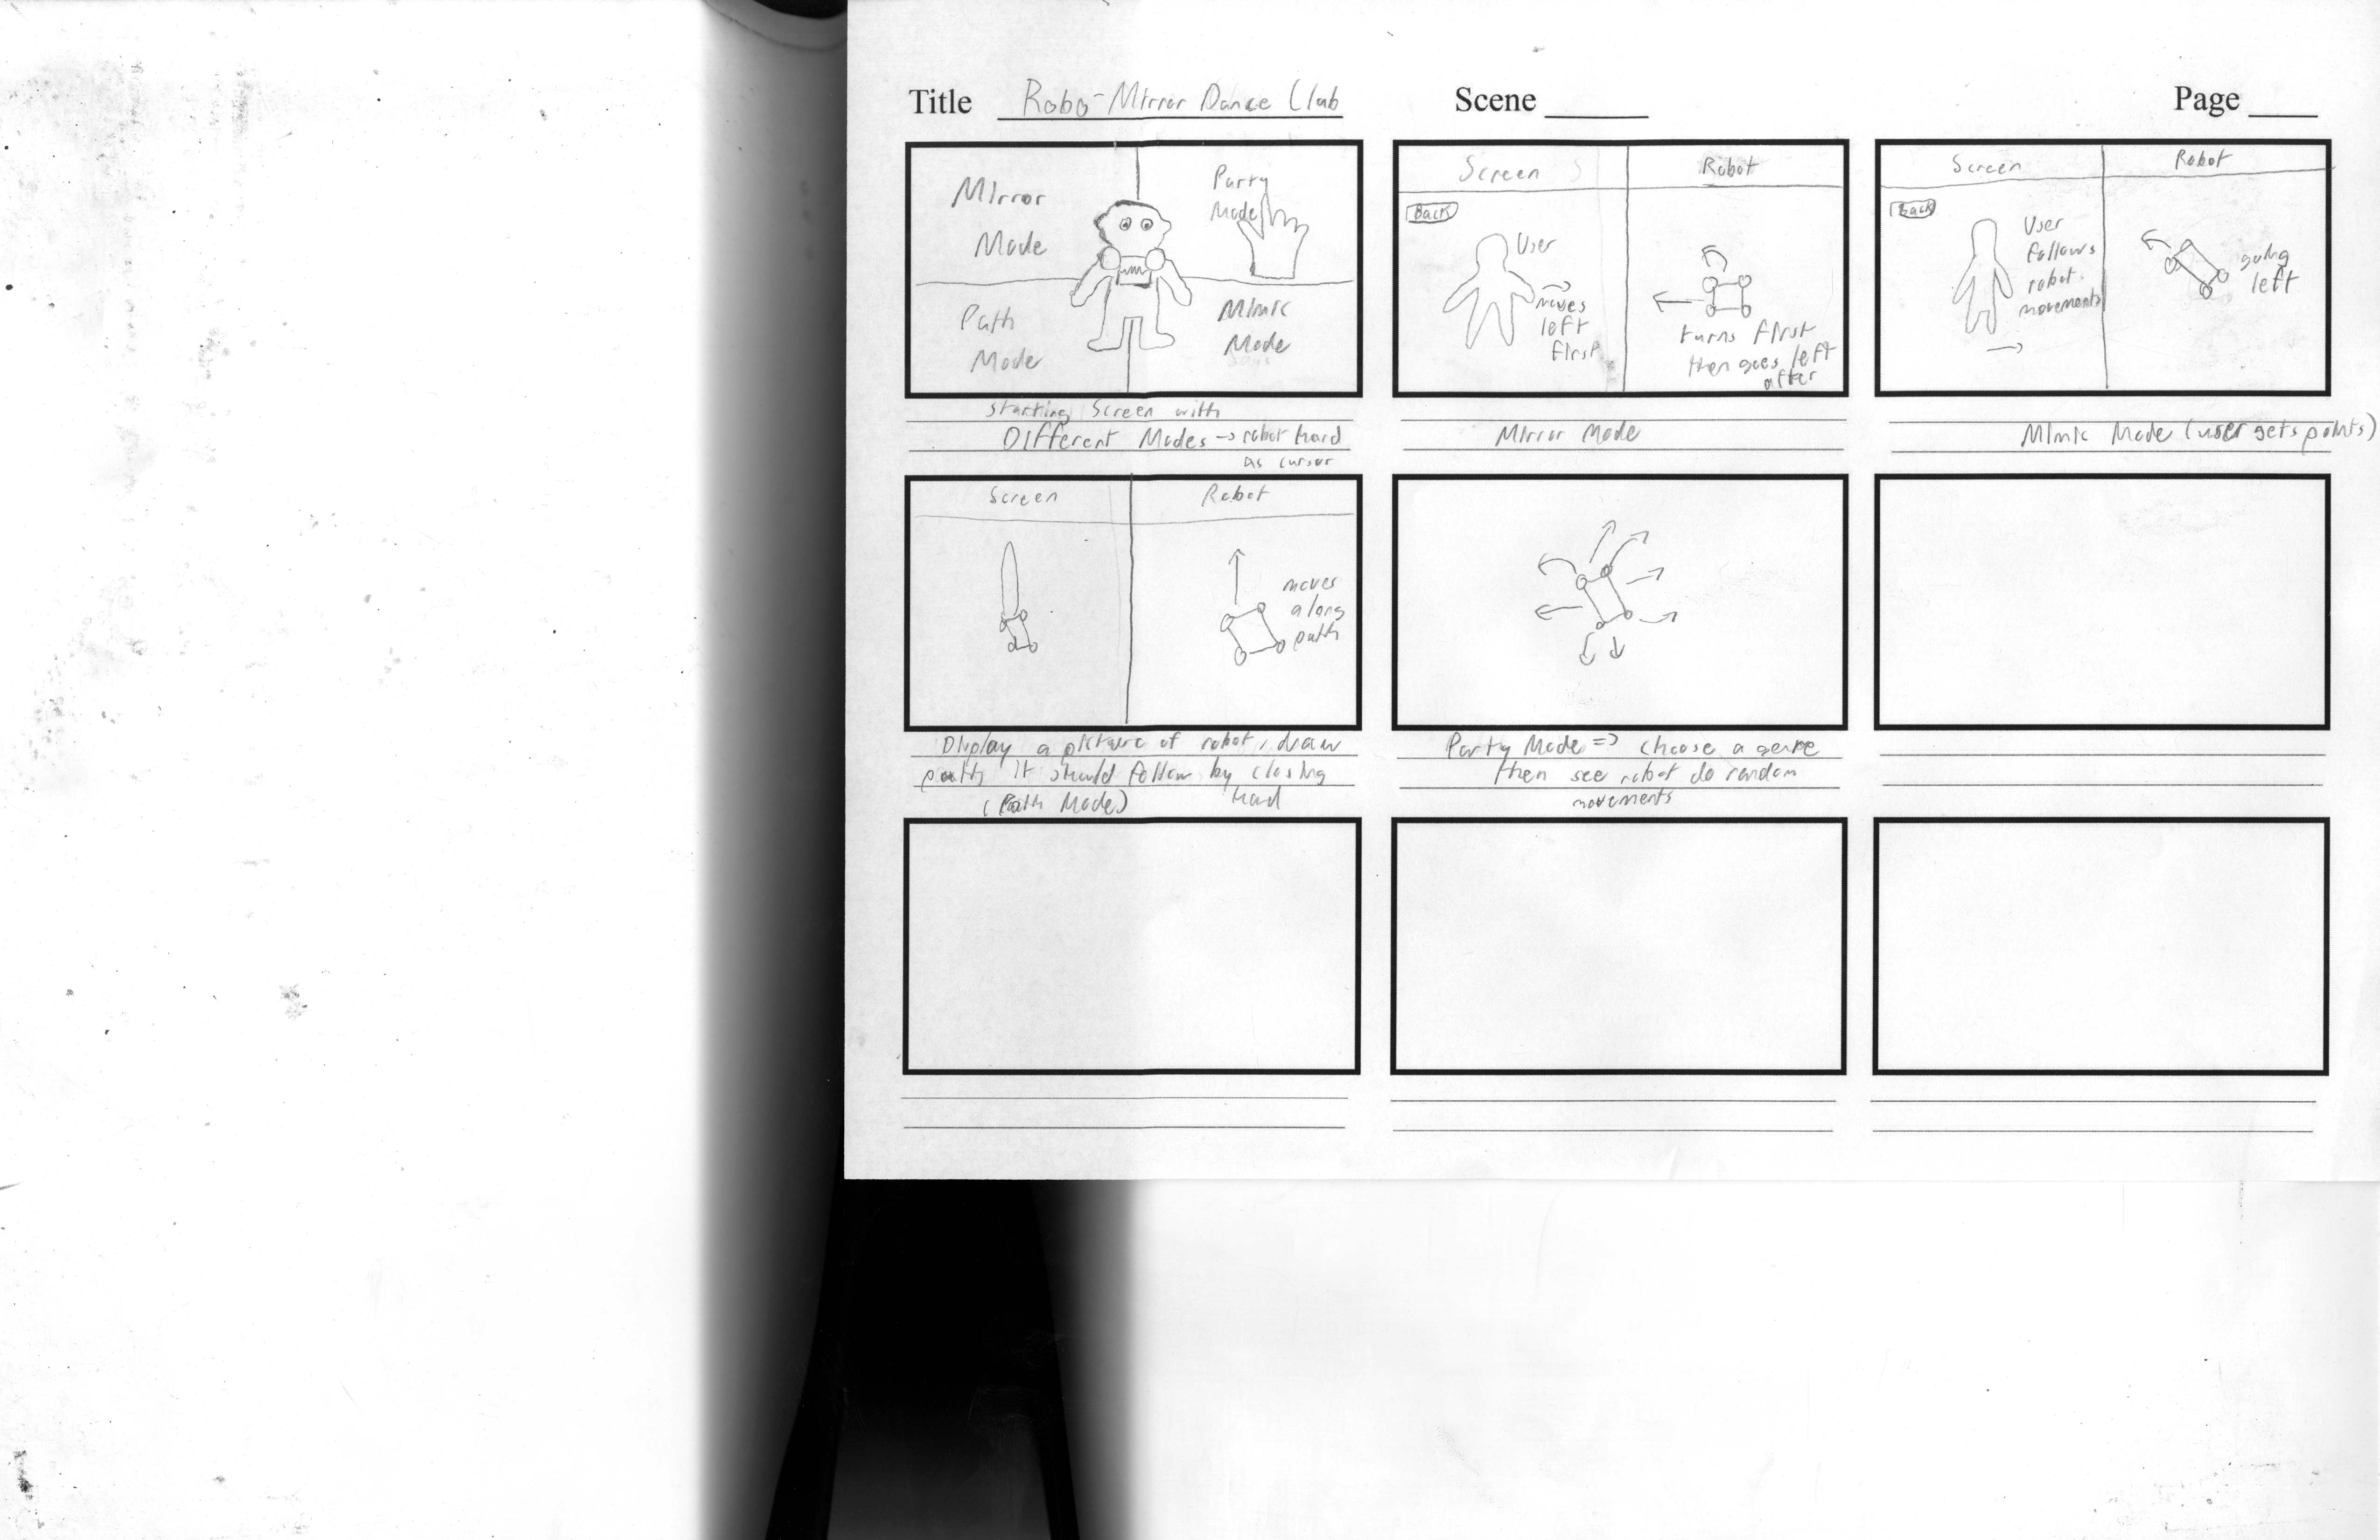 Title Robo-Mirror Dance Club
Scene
Page
Mirror
Mode
Party
Mode
Path
Mode
Mimic
Mode
Starting Screen with
Different Modes → robot hand
as cursor
Screen
Robot
Back
User
moves
left
first
turns first
then goes left
after
Mirror Mode
Screen
Robot
Back
User
follows
robot
movements
going
left
Mimic Mode (user gets points)
Screen
Robot
moves
along
path
Display a picture of robot, draw
path it should follow by closing
(Path Mode) hand
Party Mode => choose a genre
then see robot do random
movements